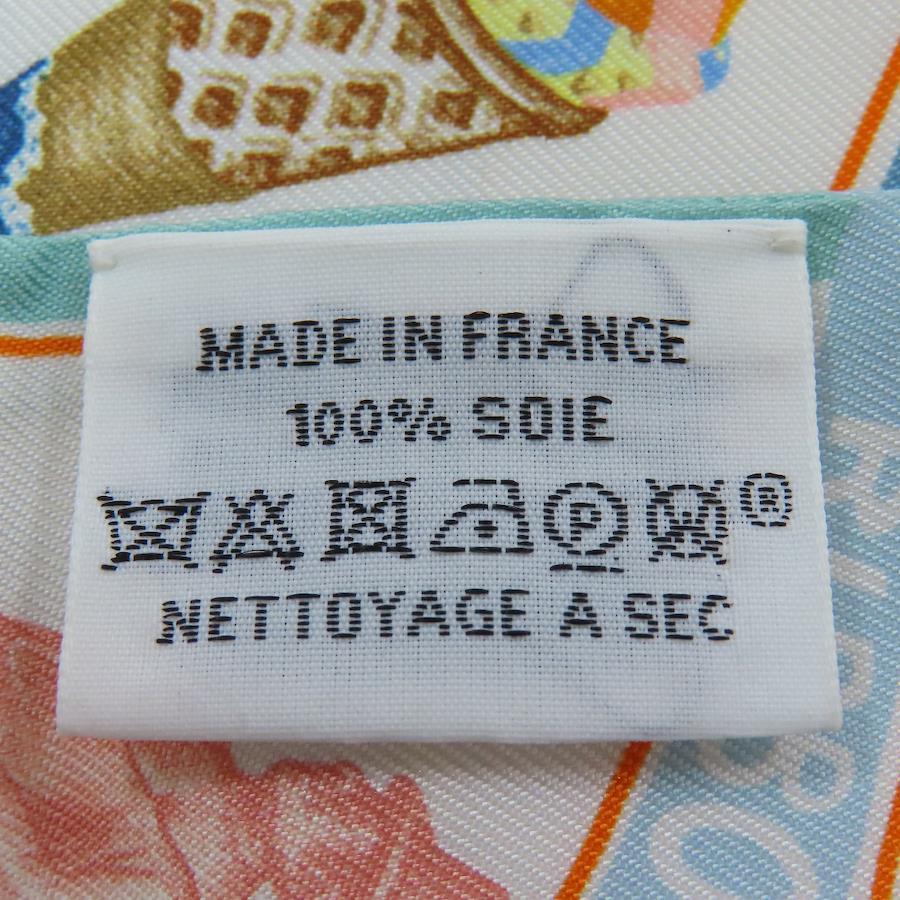 MADE IN FRANCE
100% SOIE
P ®
NETTOYAGE A SEC